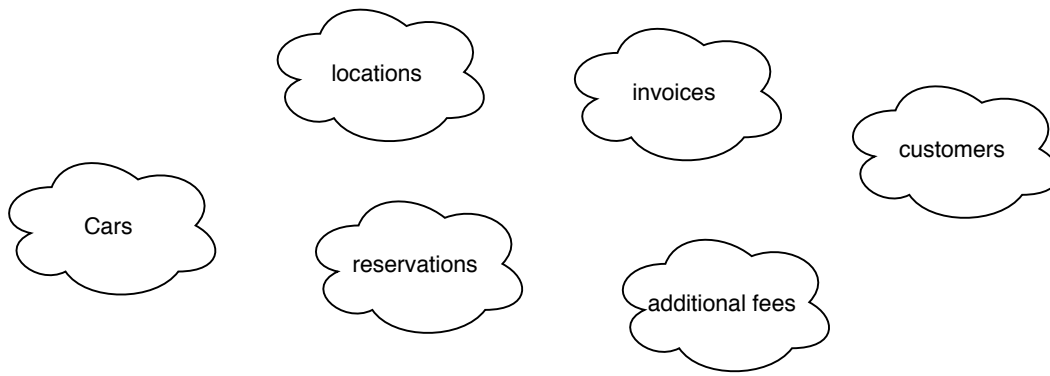 locations
invoices
customers
Cars
reservations
additional fees